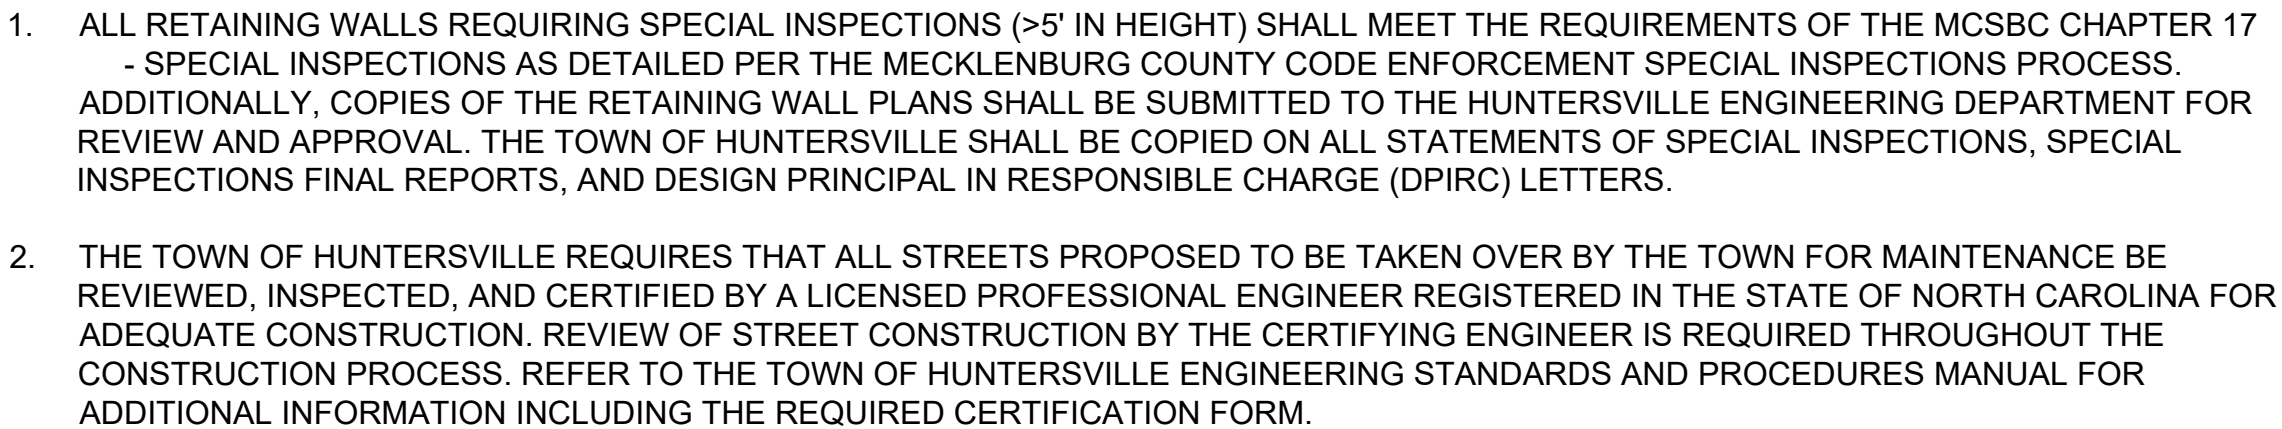 1. ALL RETAINING WALLS REQUIRING SPECIAL INSPECTIONS (>5' IN HEIGHT) SHALL MEET THE REQUIREMENTS OF THE MCSBC CHAPTER 17
- SPECIAL INSPECTIONS AS DETAILED PER THE MECKLENBURG COUNTY CODE ENFORCEMENT SPECIAL INSPECTIONS PROCESS.
ADDITIONALLY, COPIES OF THE RETAINING WALL PLANS SHALL BE SUBMITTED TO THE HUNTERSVILLE ENGINEERING DEPARTMENT FOR
REVIEW AND APPROVAL. THE TOWN OF HUNTERSVILLE SHALL BE COPIED ON ALL STATEMENTS OF SPECIAL INSPECTIONS, SPECIAL
INSPECTIONS FINAL REPORTS, AND DESIGN PRINCIPAL IN RESPONSIBLE CHARGE (DPIRC) LETTERS.
2. THE TOWN OF HUNTERSVILLE REQUIRES THAT ALL STREETS PROPOSED TO BE TAKEN OVER BY THE TOWN FOR MAINTENANCE BE
REVIEWED, INSPECTED, AND CERTIFIED BY A LICENSED PROFESSIONAL ENGINEER REGISTERED IN THE STATE OF NORTH CAROLINA FOR
ADEQUATE CONSTRUCTION. REVIEW OF STREET CONSTRUCTION BY THE CERTIFYING ENGINEER IS REQUIRED THROUGHOUT THE
CONSTRUCTION PROCESS. REFER TO THE TOWN OF HUNTERSVILLE ENGINEERING STANDARDS AND PROCEDURES MANUAL FOR
ADDITIONAL INFORMATION INCLUDING THE REQUIRED CERTIFICATION FORM.